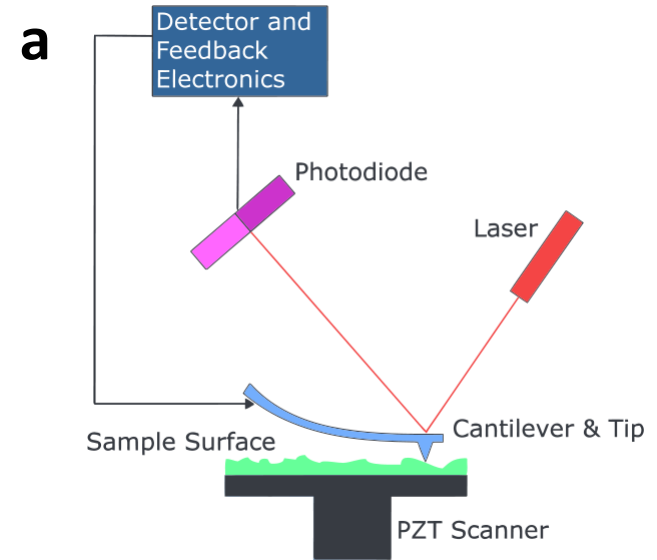 a
Detector and
Feedback
Electronics
Photodiode
Laser
Cantilever & Tip
Sample Surface
PZT Scanner